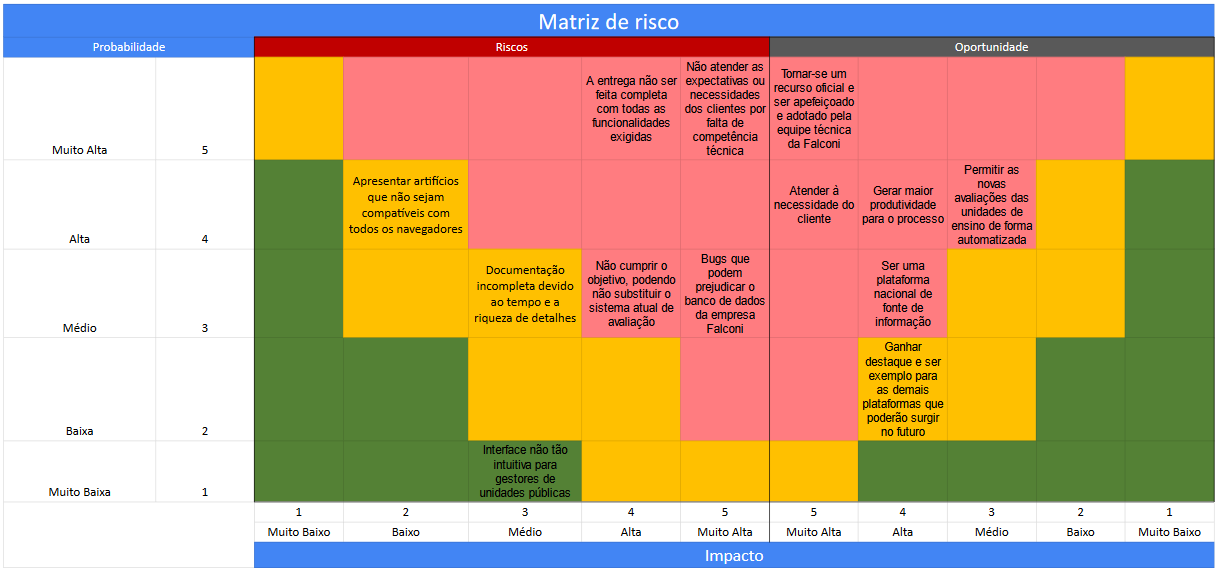 Matriz de risco
Probabilidade
Riscos
Oportunidade
Muito Alta
5
A entrega não ser
feita completa
com todas as
funcionalidades
exigidas
Não atender as
expectativas ou
necessidades
dos clientes por
falta de
competência
técnica
Tornar-se um
recurso oficial e
ser apefeiçoado
e adotado pela
equipe técnica
da Falconi
Alta
4
Apresentar artifícios
que não sejam
compatíveis com
todos os navegadores
Atender à
necessidade do
cliente
Gerar maior
produtividade
para o processo
Permitir as
novas
avaliações das
unidades de
ensino de forma
automatizada
Médio
3
Documentação
incompleta devido
ao tempo e a
riqueza de detalhes
Não cumprir o
objetivo, podendo
não substituir o
sistema atual de
avaliação
Bugs que
podem
prejudicar o
banco de dados
da empresa
Falconi
Ser uma
plataforma
nacional de
fonte de
informação
Baixa
2
Ganhar
destaque e ser
exemplo para
as demais
plataformas que
poderão surgir
no futuro
Muito Baixa
1
Interface não tão
intuitiva para
gestores de
unidades públicas
1
2
3
4
5
5
4
3
2
1
Muito Baixo
Baixo
Médio
Alta
Muito Alta
Muito Alta
Alta
Médio
Baixo
Muito Baixo
Impacto